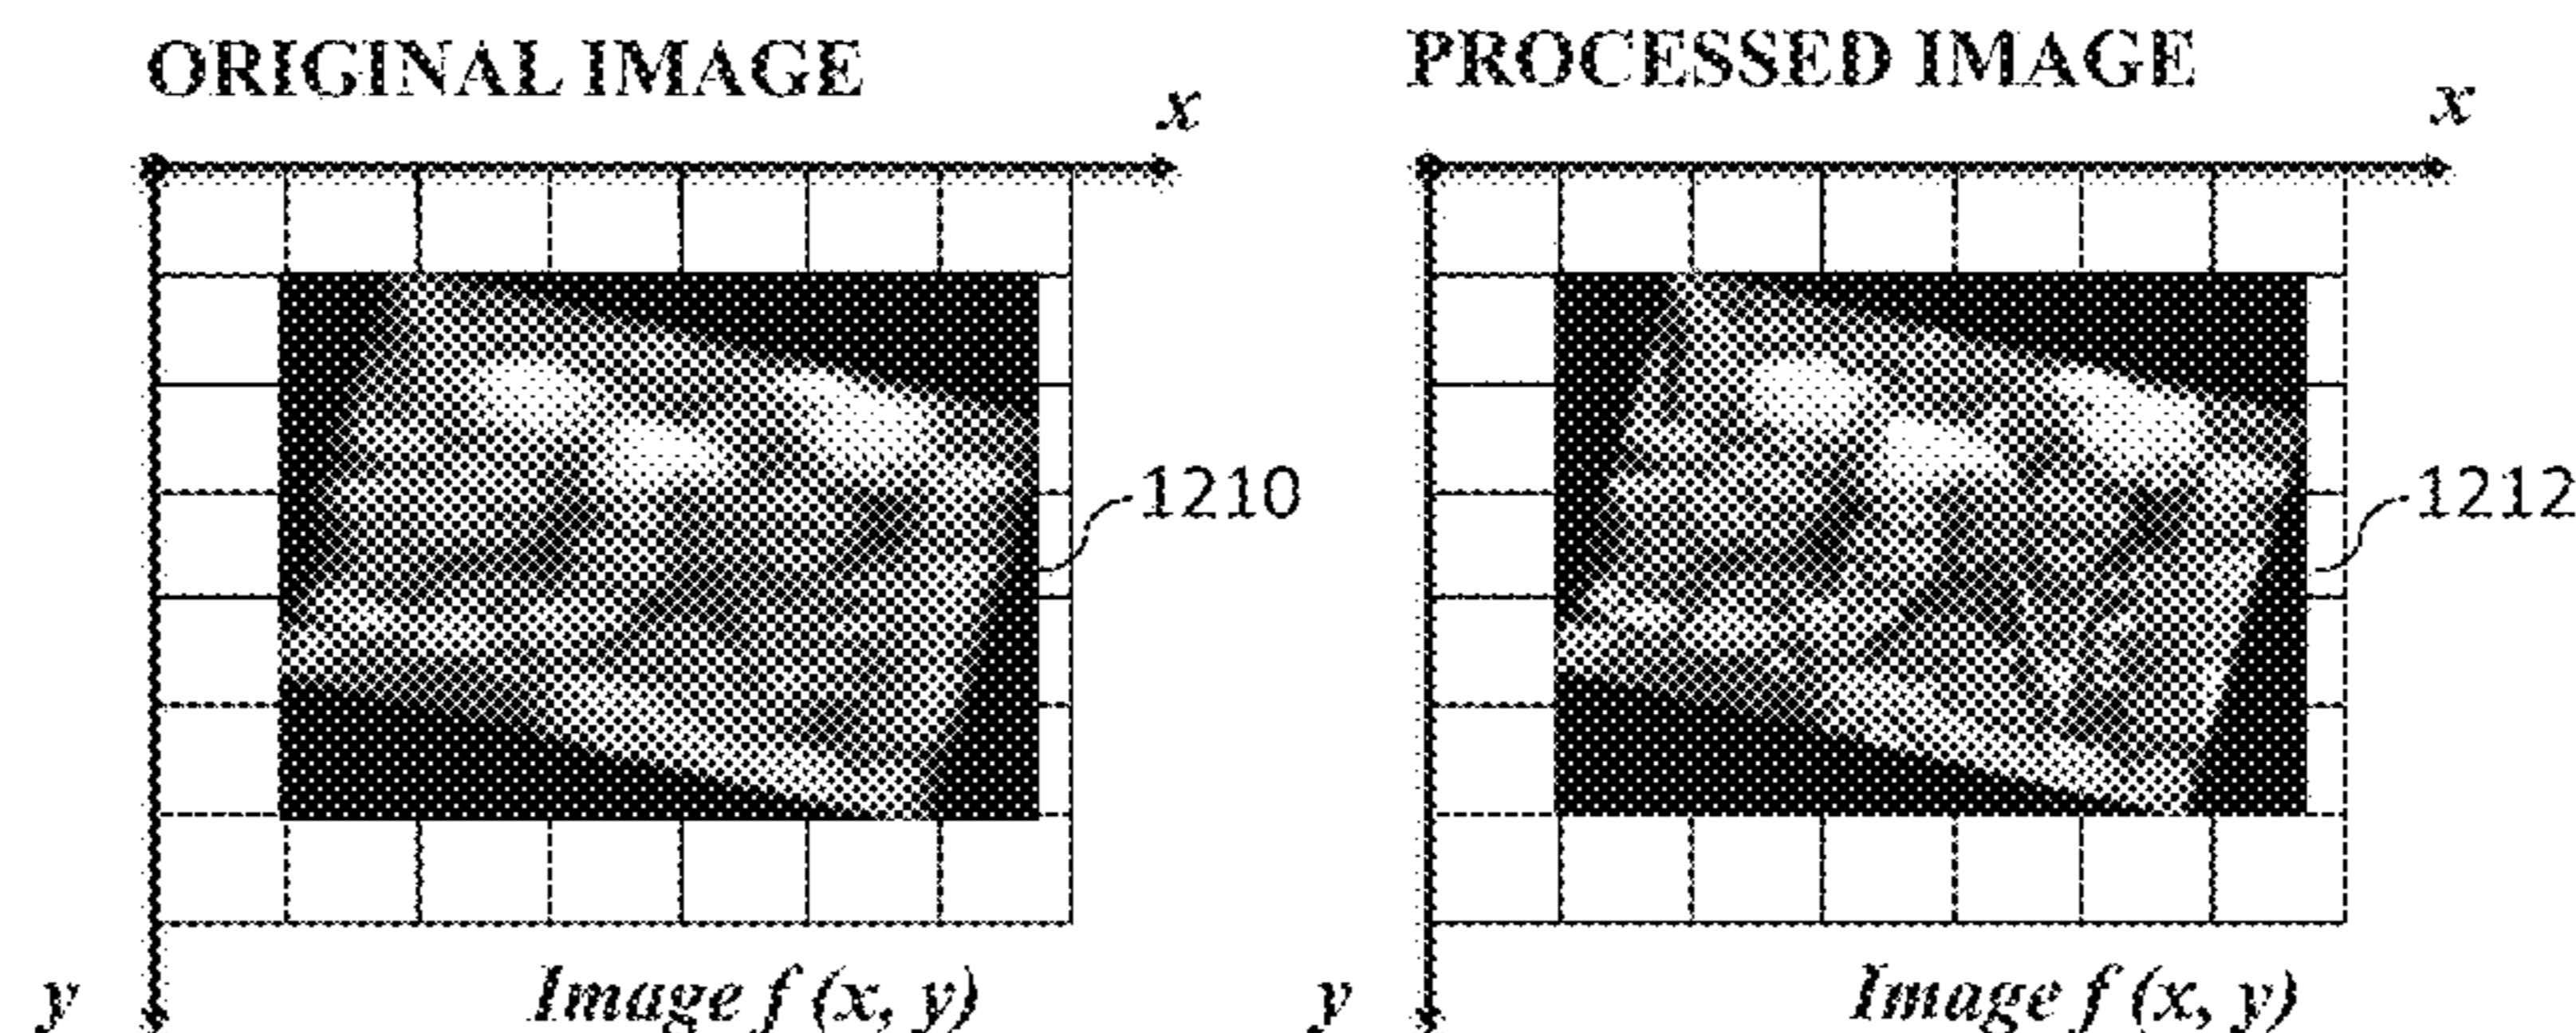 ORIGINAL IMAGE
x
1210
y
Image f (x, y)
PROCESSED IMAGE
x
1212
y
Image f (x, y)